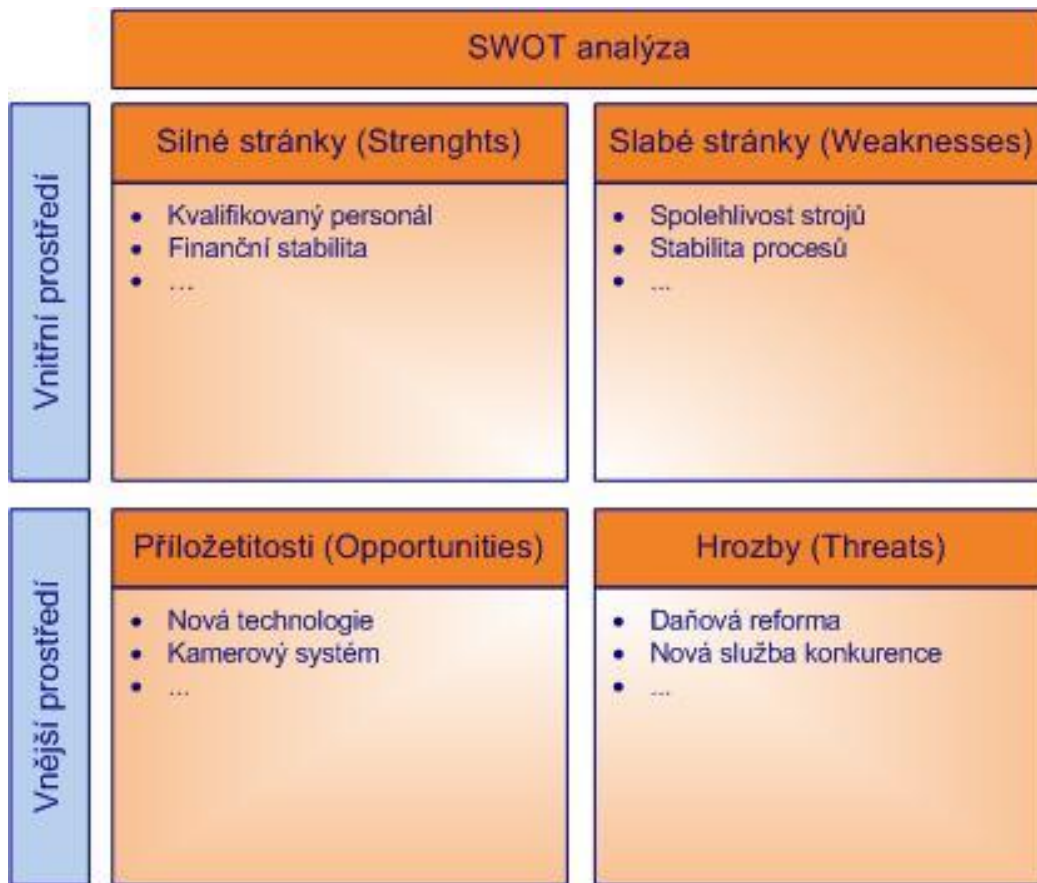 SWOT analýza
Vnitřní prostředí
Silné stránky (Strenghts)
• Kvalifikovaný personál
• Finanční stabilita
• ...
Slabé stránky (Weaknesses)
• Spolehlivost strojů
• Stabilita procesů
• ...
Vnější prostředí
Příložetitosti (Opportunities)
• Nová technologie
• Kamerový systém
• ...
Hrozby (Threats)
• Daňová reforma
• Nová služba konkurence
• ...